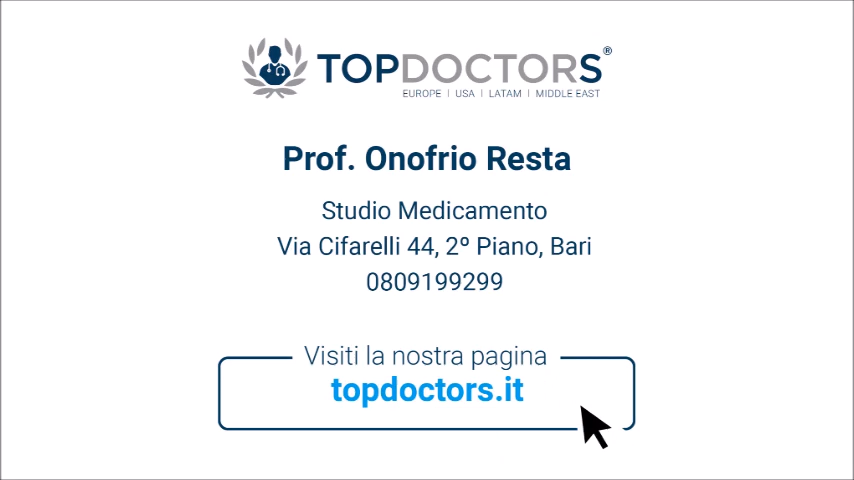 TOPDOCTORS®
EUROPE | USA | LATAM | MIDDLE EAST
Prof. Onofrio Resta
Studio Medicamento
Via Cifarelli 44, 2º Piano, Bari
0809199299
Visiti la nostra pagina
topdoctors.it